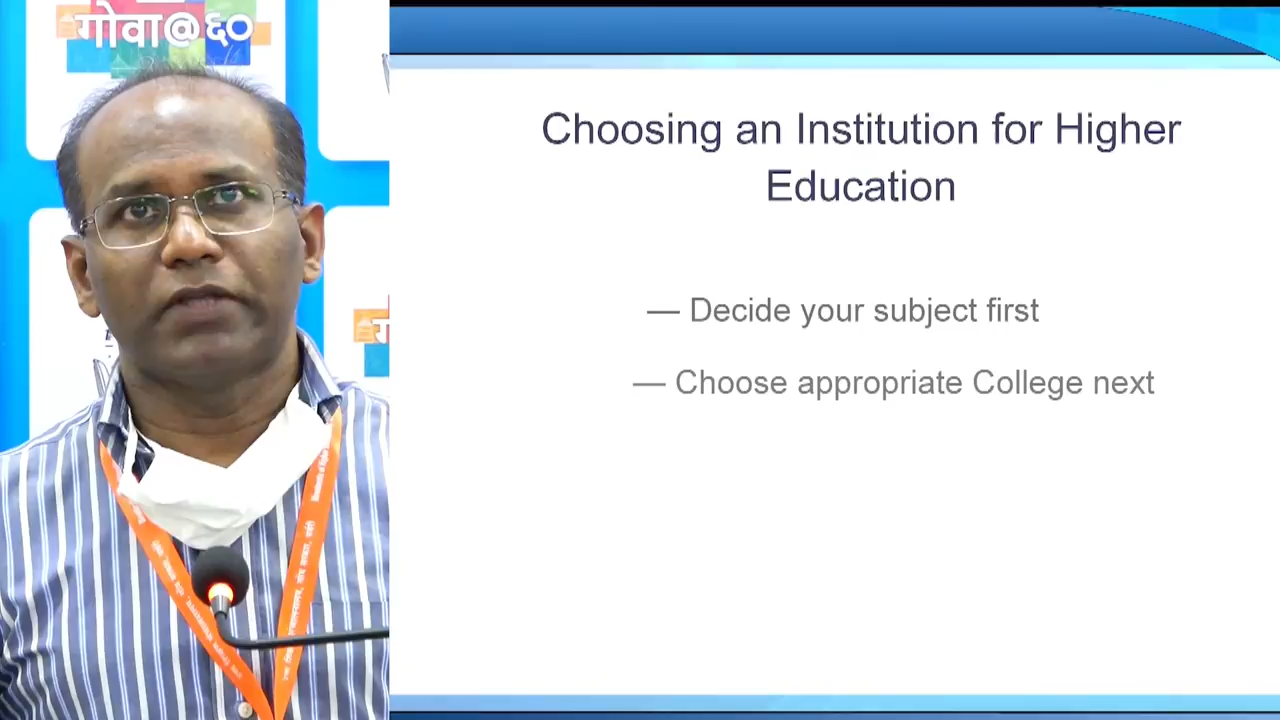 गोवा@६०
Choosing an Institution for Higher
Education
— Decide your subject first
— Choose appropriate College next